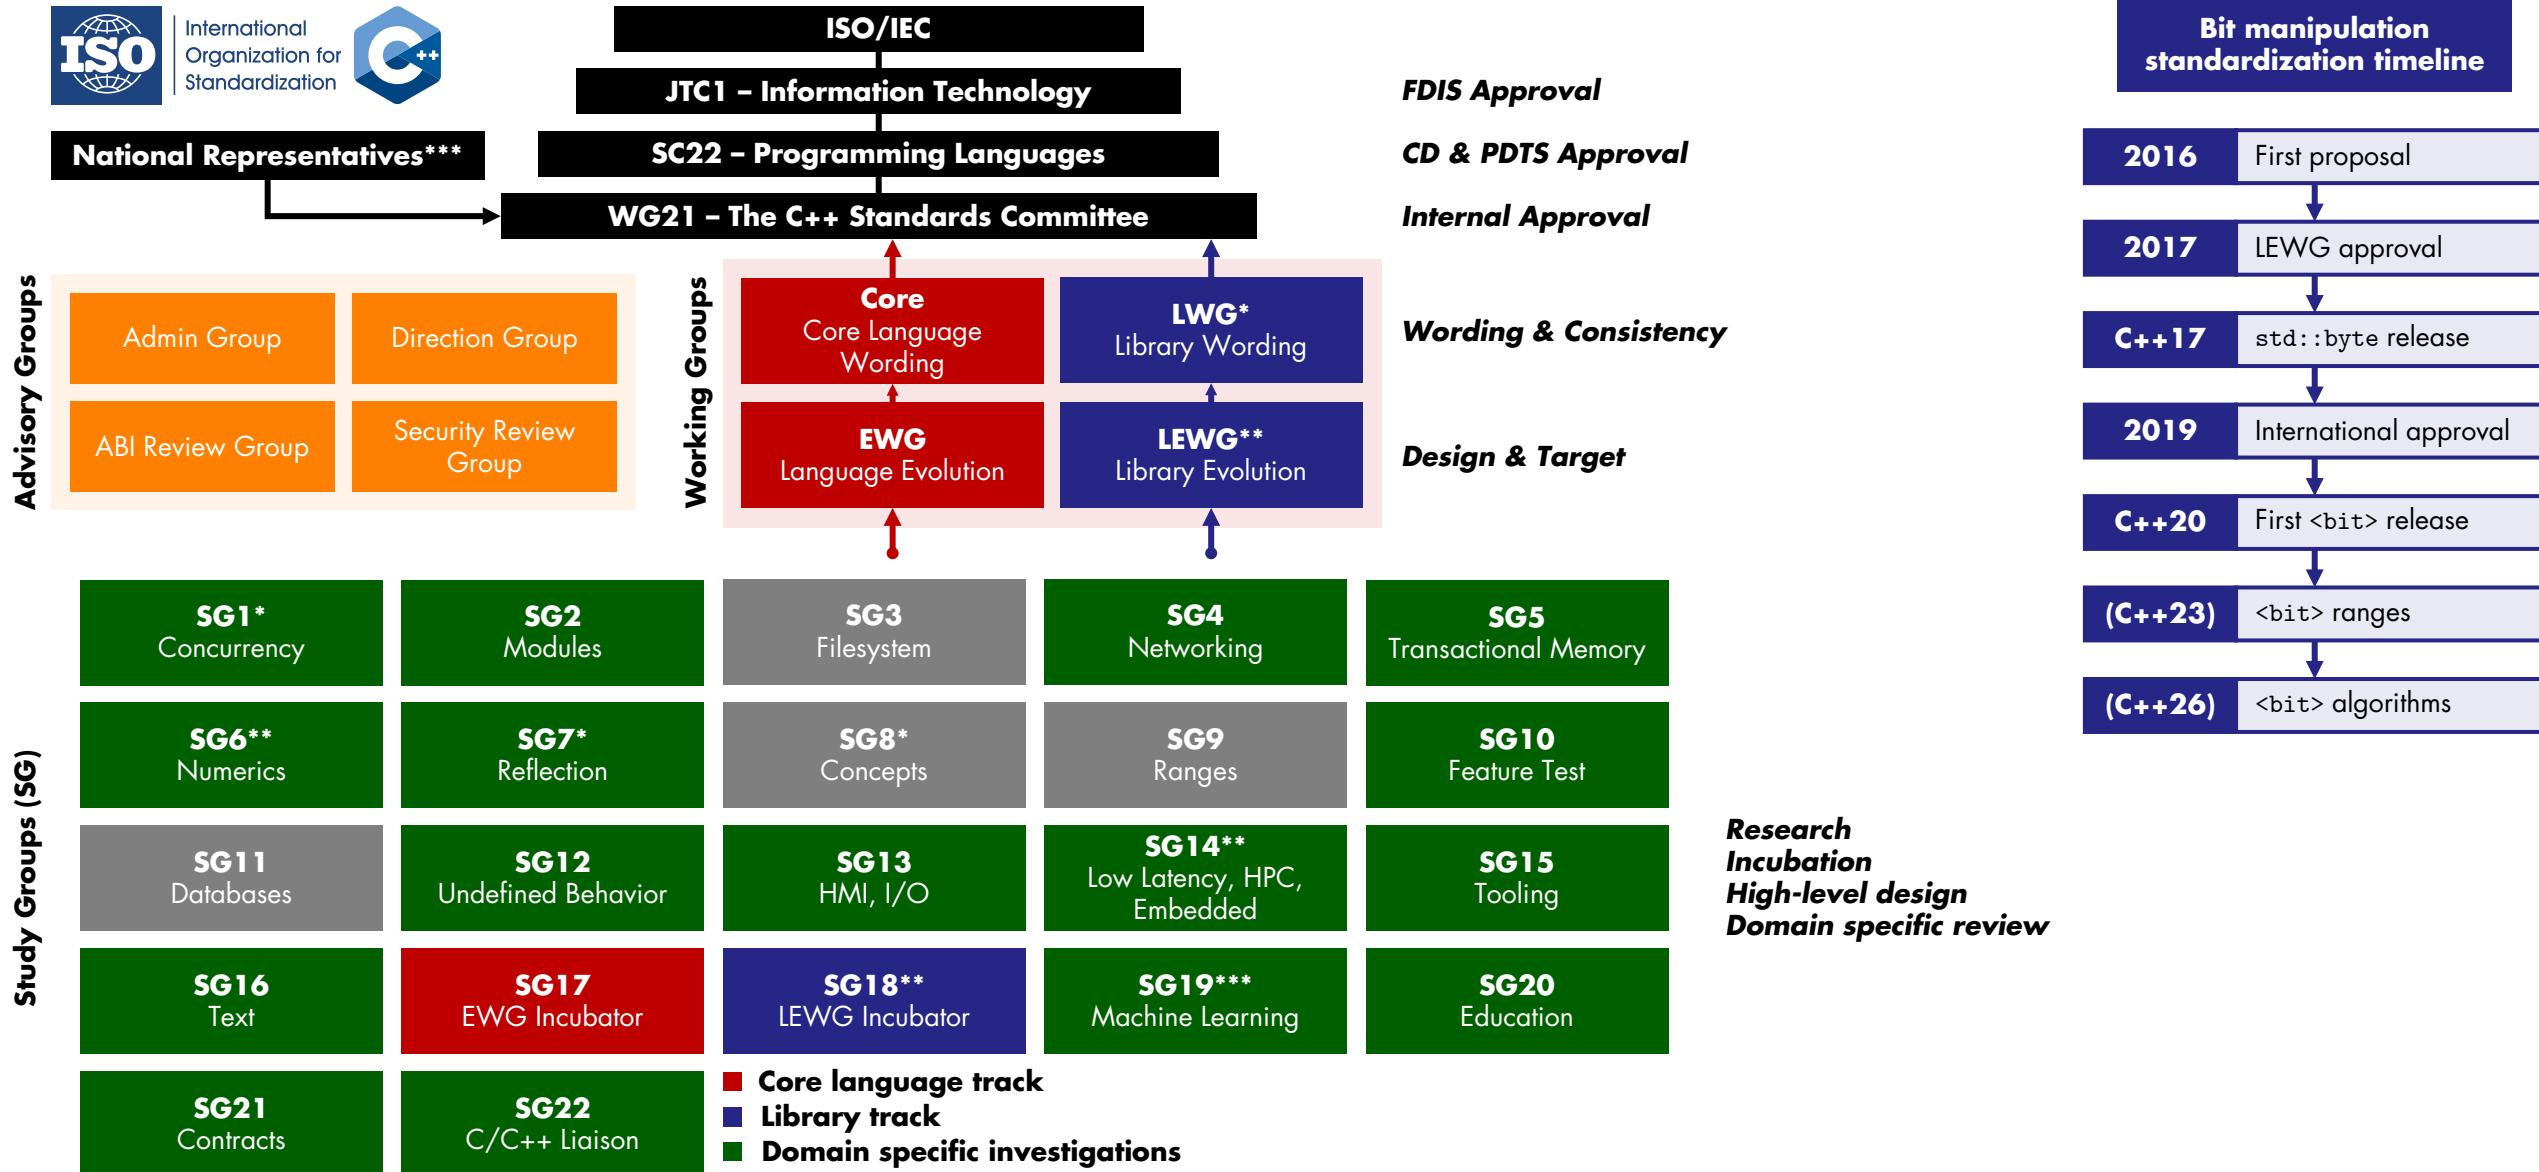 ISO
International
Organization for
Standardization
C++
ISO/IEC
JTC1 – Information Technology
FDIS Approval
National Representatives***
SC22 – Programming Languages
CD & PDTS Approval
WG21 – The C++ Standards Committee
Internal Approval
Advisory Groups
Admin Group
Direction Group
ABI Review Group
Security Review
Group
Working Groups
Core
Core Language
Wording
LWG*
Library Wording
Wording & Consistency
EWG
Language Evolution
LEWG**
Library Evolution
Design & Target
Study Groups (SG)
SG1*
Concurrency
SG2
Modules
SG3
Filesystem
SG4
Networking
SG5
Transactional Memory
SG6**
Numerics
SG7*
Reflection
SG8*
Concepts
SG9
Ranges
SG10
Feature Test
SG11
Databases
SG12
Undefined Behavior
SG13
HMI, I/O
SG14**
Low Latency, HPC,
Embedded
SG15
Tooling
SG16
Text
SG17
EWG Incubator
SG18**
LEWG Incubator
SG19***
Machine Learning
SG20
Education
SG21
Contracts
SG22
C/C++ Liaison
Research
Incubation
High-level design
Domain specific review
Core language track
Library track
Domain specific investigations
Bit manipulation
standardization timeline
2016 First proposal
2017 LEWG approval
C++17 std::byte release
2019 International approval
C++20 First <bit> release
(C++23) <bit> ranges
(C++26) <bit> algorithms